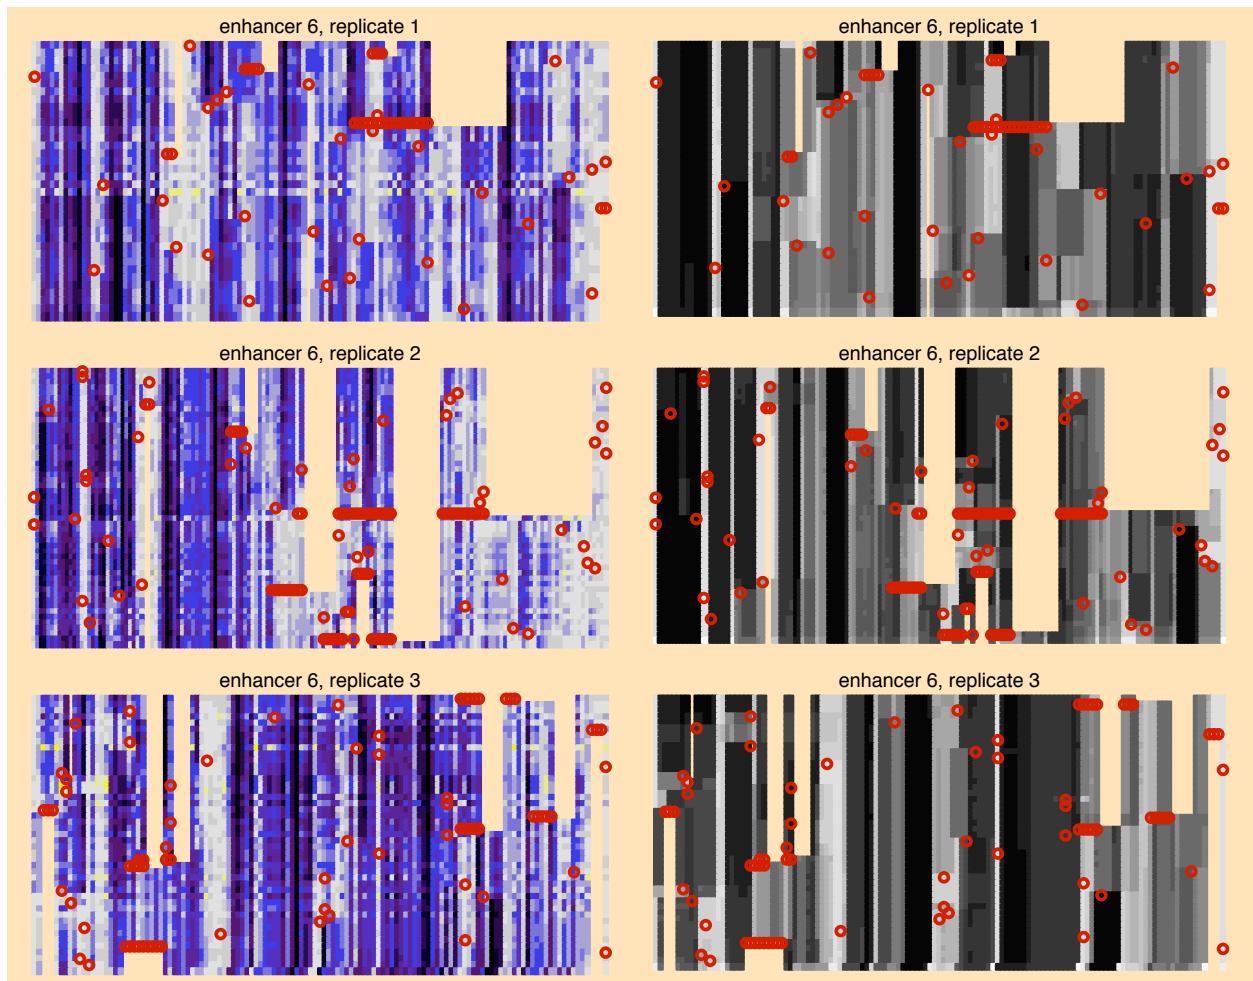 enhancer 6, replicate 1
enhancer 6, replicate 1
enhancer 6, replicate 2
enhancer 6, replicate 2
enhancer 6, replicate 3
enhancer 6, replicate 3